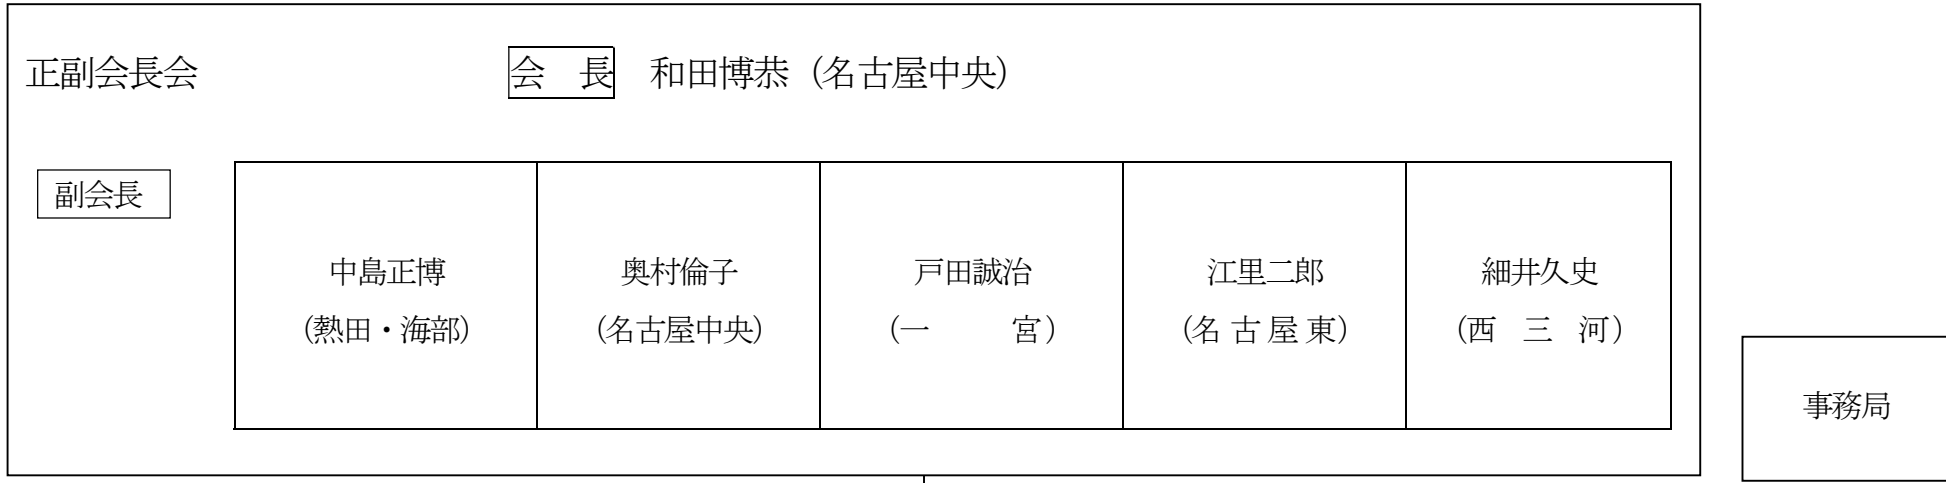 正副会長会 会　長 和田博恭（名古屋中央）
副会長
中島正博 奥村倫子 戸田誠治 江里二郎 細井久史
（熱田・海部） （名古屋中央） （一　　宮） （名 古 屋 東） （西　三　河）
事務局